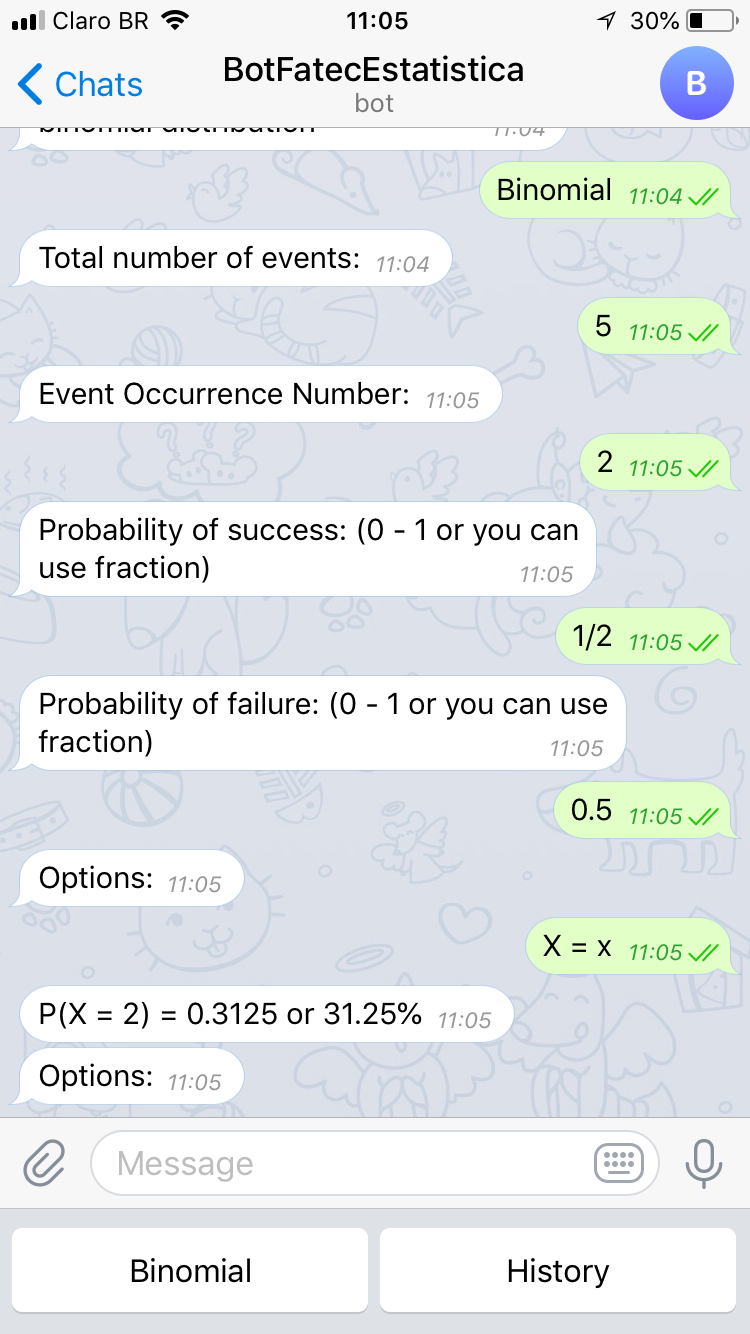 Claro BR 11:05 30%
Chats BotFatecEstatistica B
bot
binomial distribution 11:04
Binomial 11:04
Total number of events: 11:04
5 11:05
Event Occurrence Number: 11:05
2 11:05
Probability of success: (0 - 1 or you can
use fraction) 11:05
1/2 11:05
Probability of failure: (0 - 1 or you can use
fraction) 11:05
0.5 11:05
Options: 11:05
X = x 11:05
P(X = 2) = 0.3125 or 31.25% 11:05
Options: 11:05
Message
Binomial History